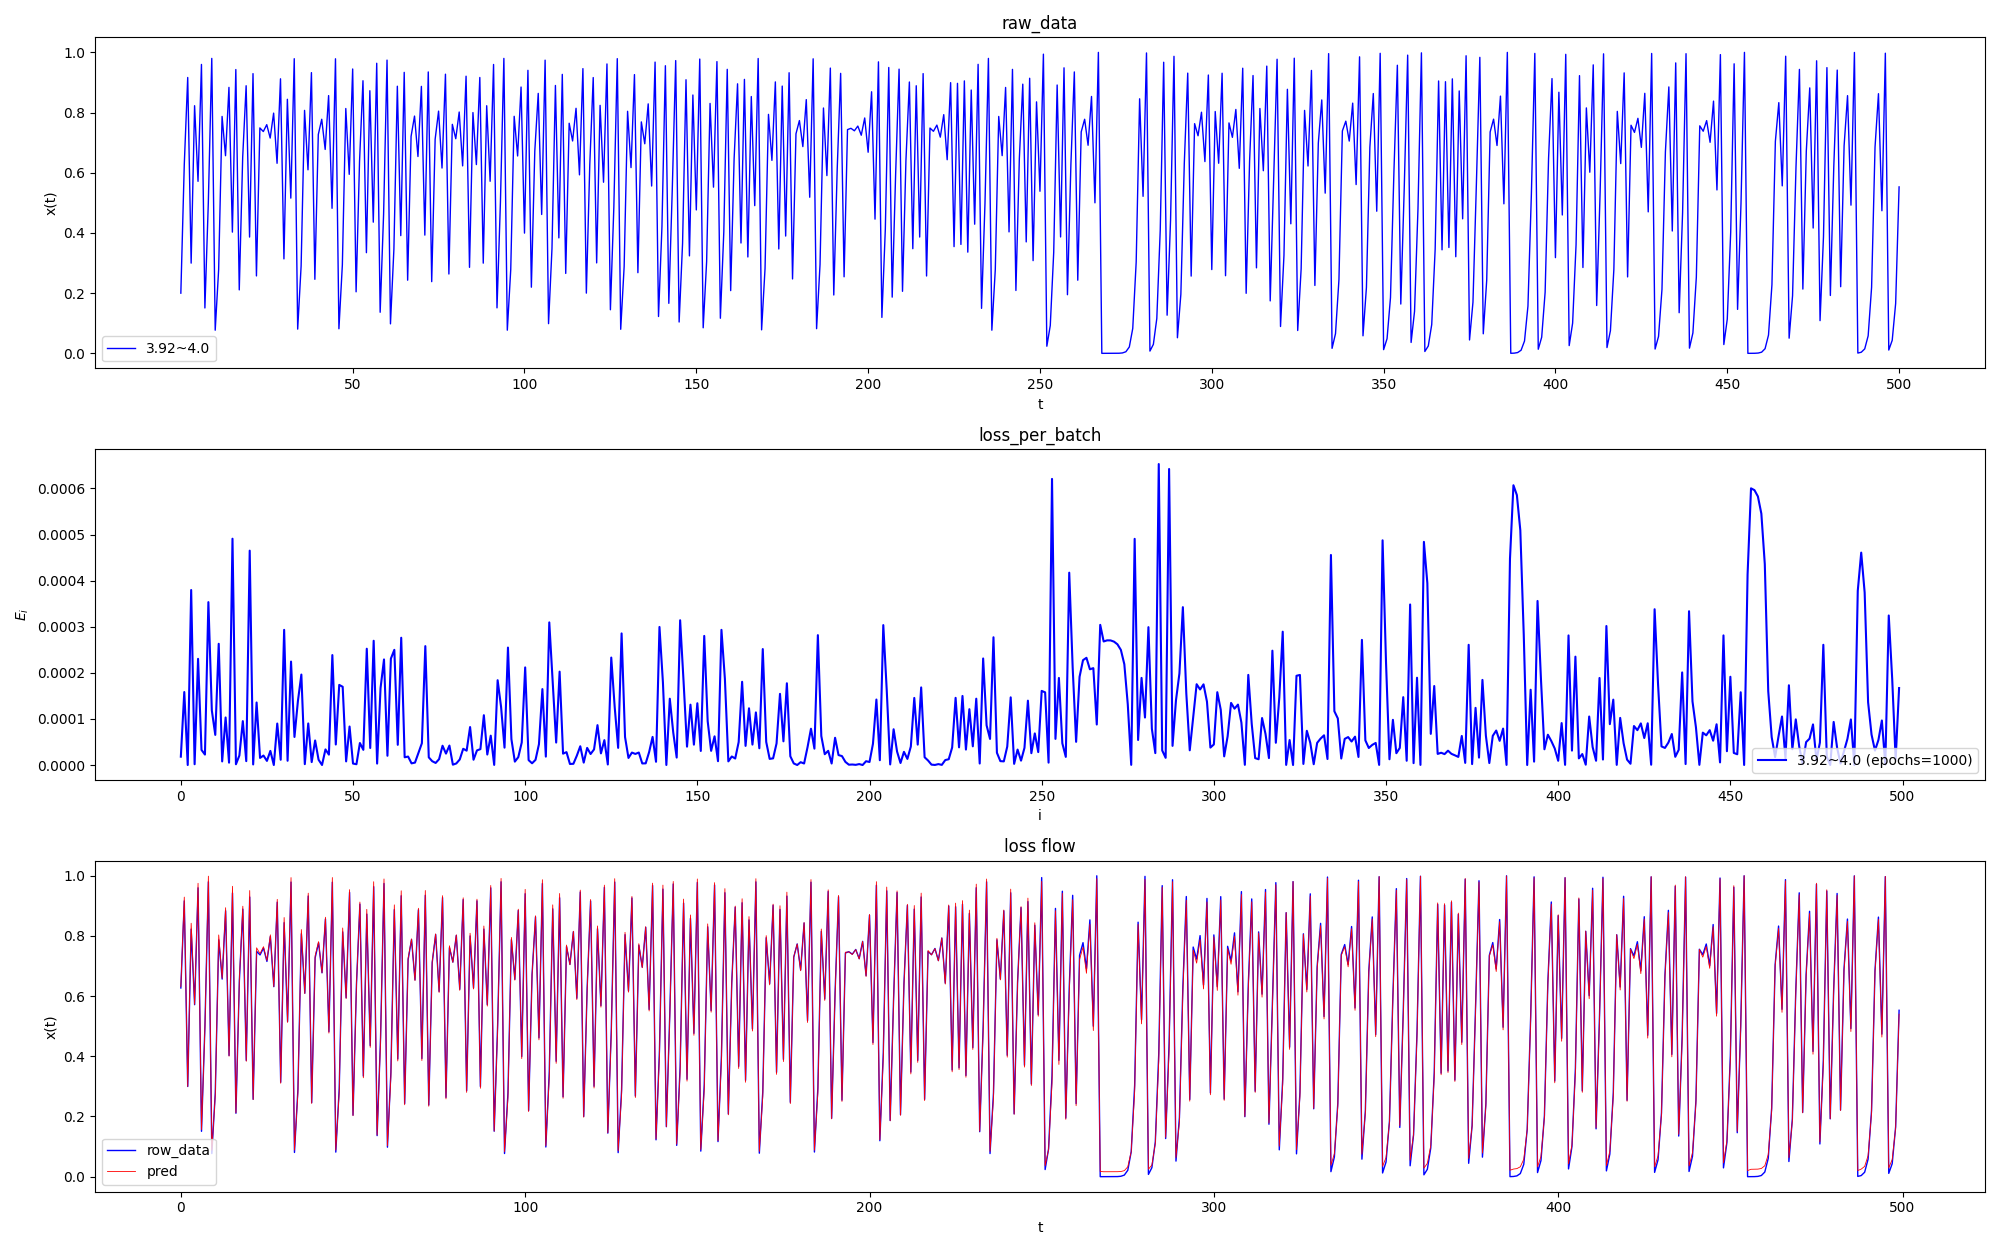 raw_data
1.0
0.8
0.6
0.4
0.2
0.0
x(t)
3.92~4.0
50 100 150 200 250 300 350 400 450 500
t
loss_per_batch
0.0006
0.0005
0.0004
0.0003
0.0002
0.0001
0.0000
E_i
3.92~4.0 (epochs=1000)
0 50 100 150 200 250 300 350 400 450 500
i
loss flow
1.0
0.8
0.6
0.4
0.2
0.0
x(t)
row_data
pred
0 100 200 300 400 500
t